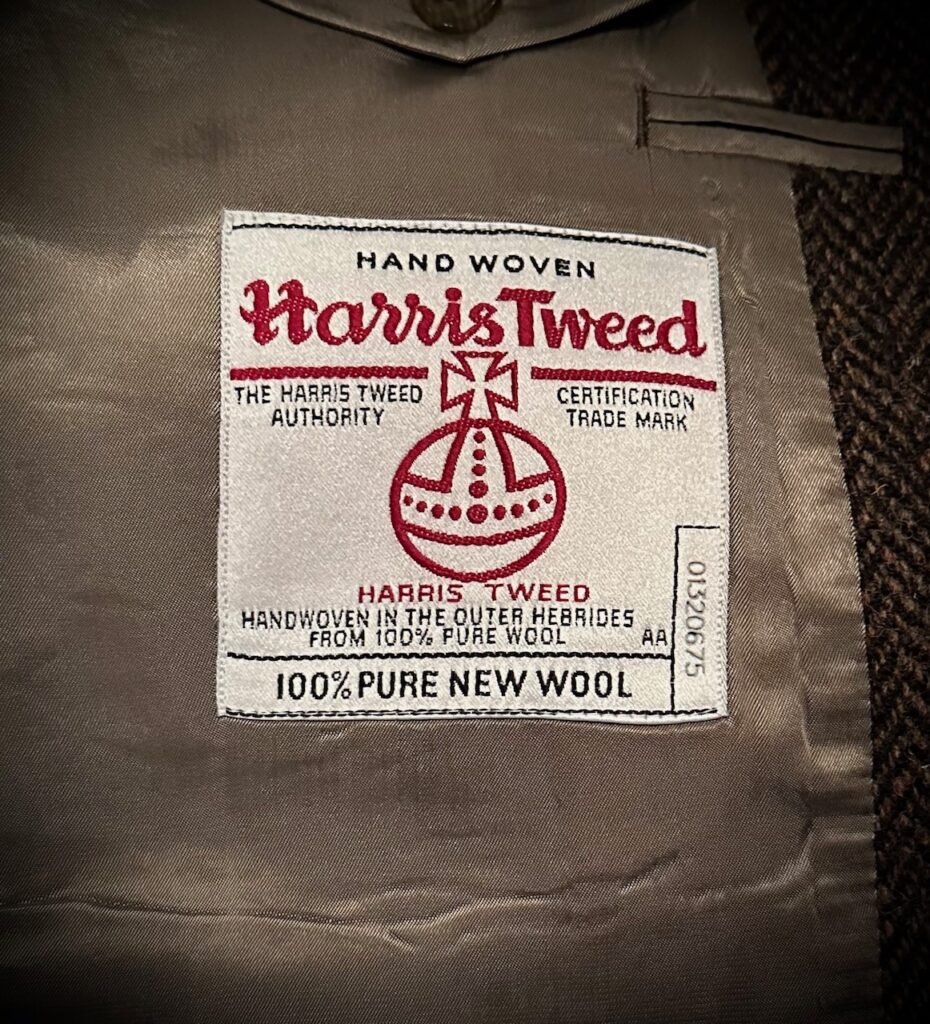 HAND WOVEN
Harris Tweed
THE HARRIS TWEED
AUTHORITY
CERTIFICATION
TRADE MARK
HARRIS TWEED
HANDWOVEN IN THE OUTER HEBRIDES
FROM 100% PURE WOOL
AA
01320675
100% PURE NEW WOOL